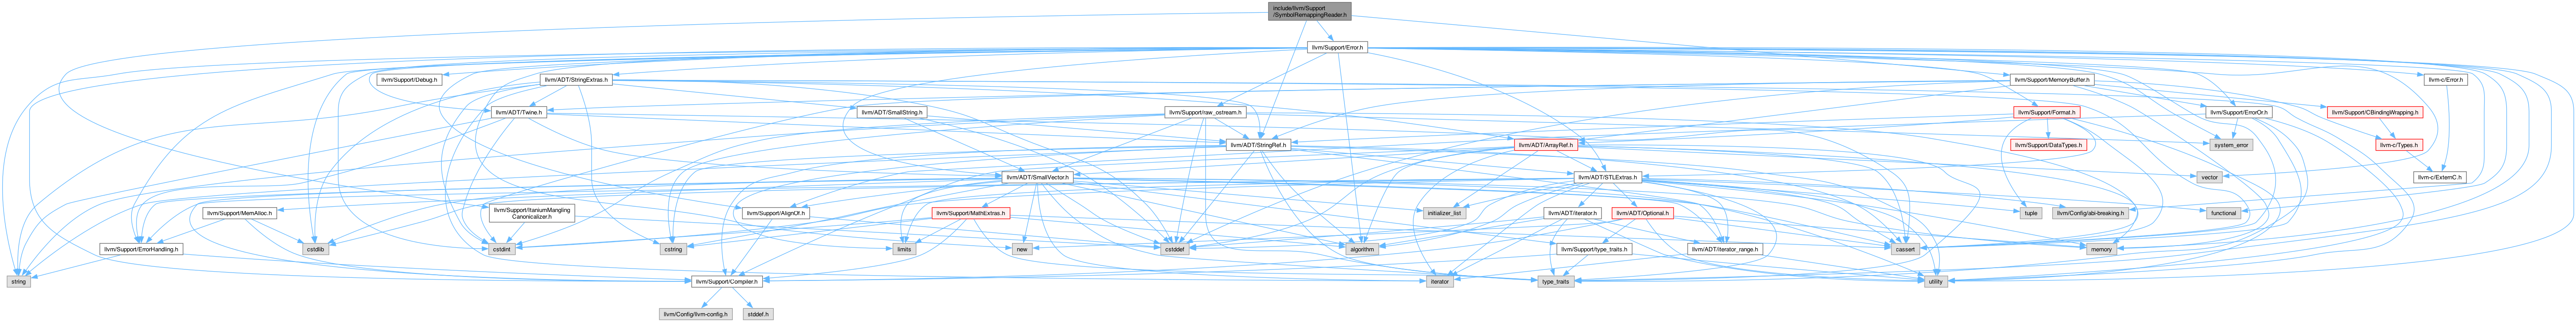 include/llvm/Support
/SymbolRemappingReader.h
llvm/Support/Error.h
llvm/Support/Debug.h
llvm/ADT/StringExtras.h
llvm/Support/MemoryBuffer.h
llvm-c/Error.h
llvm/ADT/Twine.h
llvm/ADT/SmallString.h
llvm/Support/raw_ostream.h
llvm/Support/Format.h
llvm/Support/ErrorOr.h
llvm/Support/CBindingWrapping.h
llvm/ADT/StringRef.h
llvm/ADT/ArrayRef.h
llvm/Support/DataTypes.h
system_error
llvm-c/Types.h
llvm/ADT/SmallVector.h
llvm/ADT/STLExtras.h
vector
llvm-c/ExternC.h
llvm/Support/MemAlloc.h
llvm/Support/ItaniumMangling
Canonicalizer.h
llvm/Support/AlignOf.h
llvm/Support/MathExtras.h
initializer_list
llvm/ADT/iterator.h
llvm/ADT/Optional.h
tuple
llvm/Config/abi-breaking.h
functional
llvm/Support/ErrorHandling.h
cstdlib
cstdint
cstring
new
limits
cstddef
algorithm
llvm/Support/type_traits.h
llvm/ADT/iterator_range.h
cassert
memory
string
llvm/Support/Compiler.h
iterator
type_traits
utility
llvm/Config/llvm-config.h
stddef.h